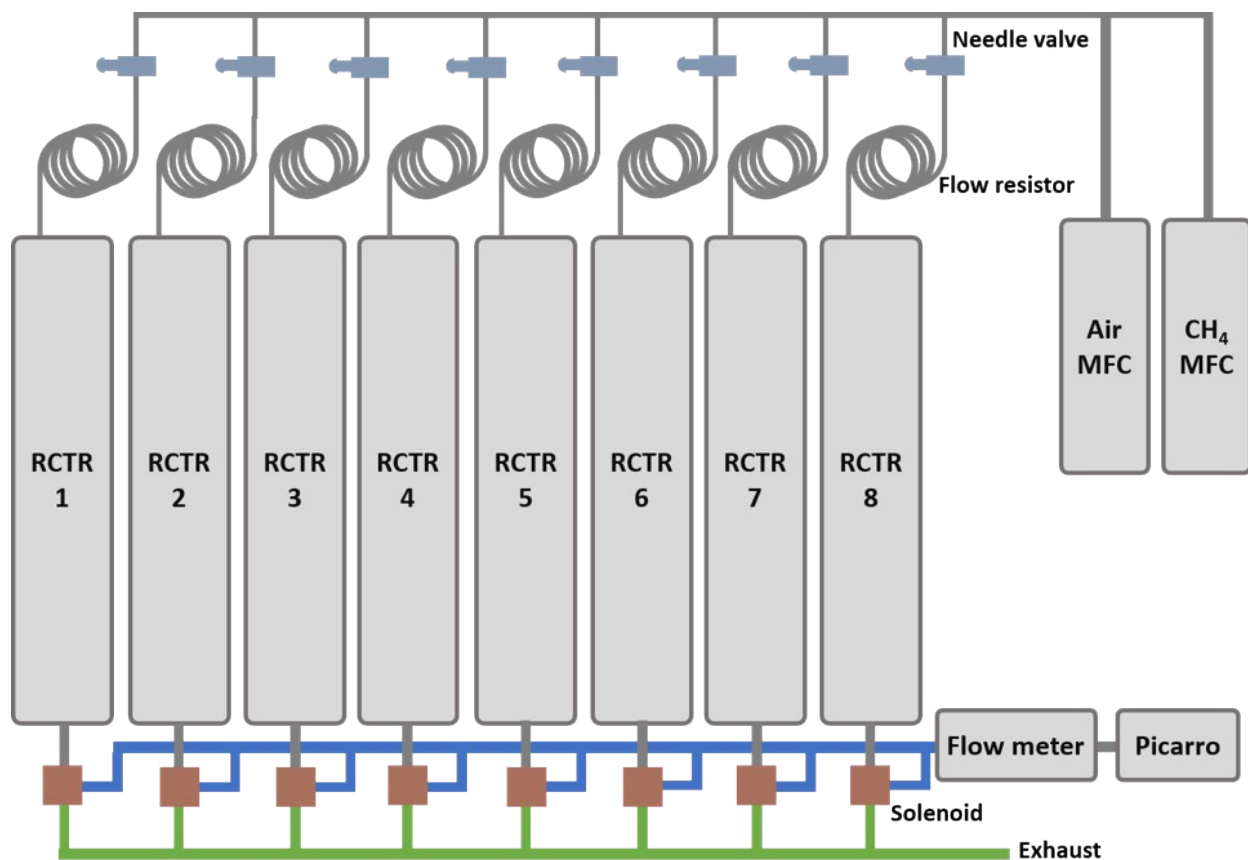 Needle valve
Flow resistor
Air
MFC
CH₄
MFC
RCTR
1
RCTR
2
RCTR
3
RCTR
4
RCTR
5
RCTR
6
RCTR
7
RCTR
8
Flow meter
Picarro
Solenoid
Exhaust